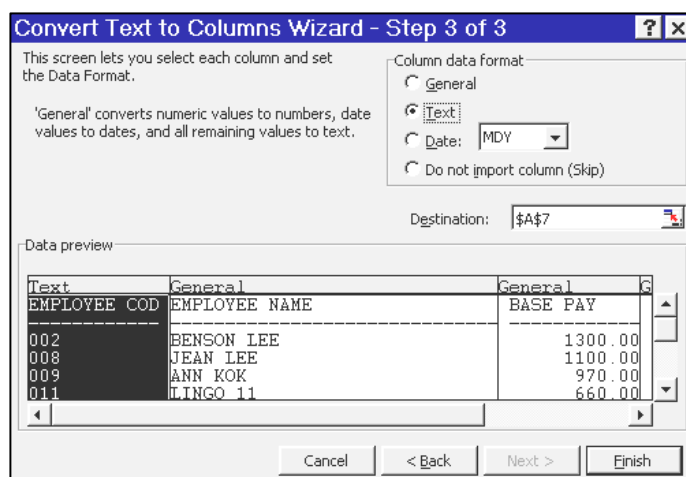 Convert Text to Columns Wizard - Step 3 of 3
This screen lets you select each column and set
the Data Format.
'General' converts numeric values to numbers, date
values to dates, and all remaining values to text.
Column data format
General
Text
Date: MDY
Do not import column (Skip)
Destination: $A$7
Data preview
Text General General G
EMPLOYEE COD EMPLOYEE NAME BASE PAY
------------ ------------------------------ ------------
002 BENSON LEE 1300.00
008 JEAN LEE 1100.00
009 ANN KOK 970.00
011 LINGO 11 660.00
Cancel < Back Next > Finish